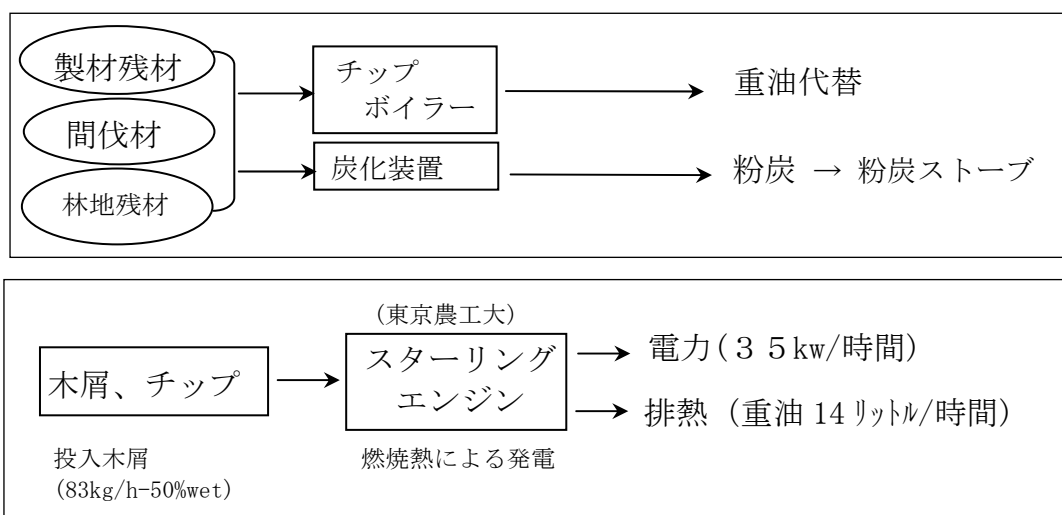 製材残材
間伐材
林地残材
チップ
ボイラー
重油代替
炭化装置
粉炭 → 粉炭ストーブ
木屑、チップ
投入木屑
(83kg/h-50%wet)
(東京農工大)
スターリング
エンジン
燃焼熱による発電
電力(３５kw/時間)
排熱 (重油 14 ﾘｯﾄﾙ/時間)